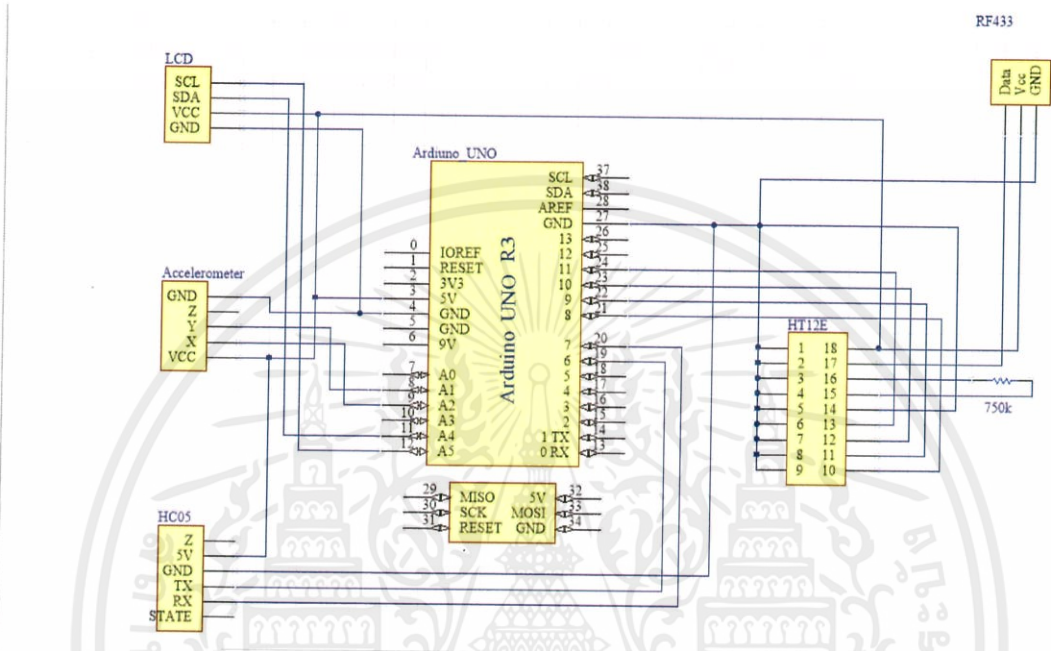 RF433
Data
Vcc
GND
LCD
SCL
SDA
VCC
GND
Ardiuno_UNO
Arduino UNO R3
0 IOREF
1 RESET
2 3V3
3 5V
4 GND
5 GND
6 9V
7 A0
8 A1
9 A2
10 A3
11 A4
12 A5
SCL 37
SDA 38
AREF 28
GND 27
13 26
12 25
11 24
10 23
9 22
8 21
7 20
6 19
5 18
4 17
3 16
2 15
1 TX 14
0 RX 13
Accelerometer
GND
Z
Y
X
VCC
HT12E
1 18
2 17
3 16
4 15
5 14
6 13
7 12
8 11
9 10
750k
29 MISO 5V 32
30 SCK MOSI 33
31 RESET GND 34
HC05
Z
5V
GND
TX
RX
STATE